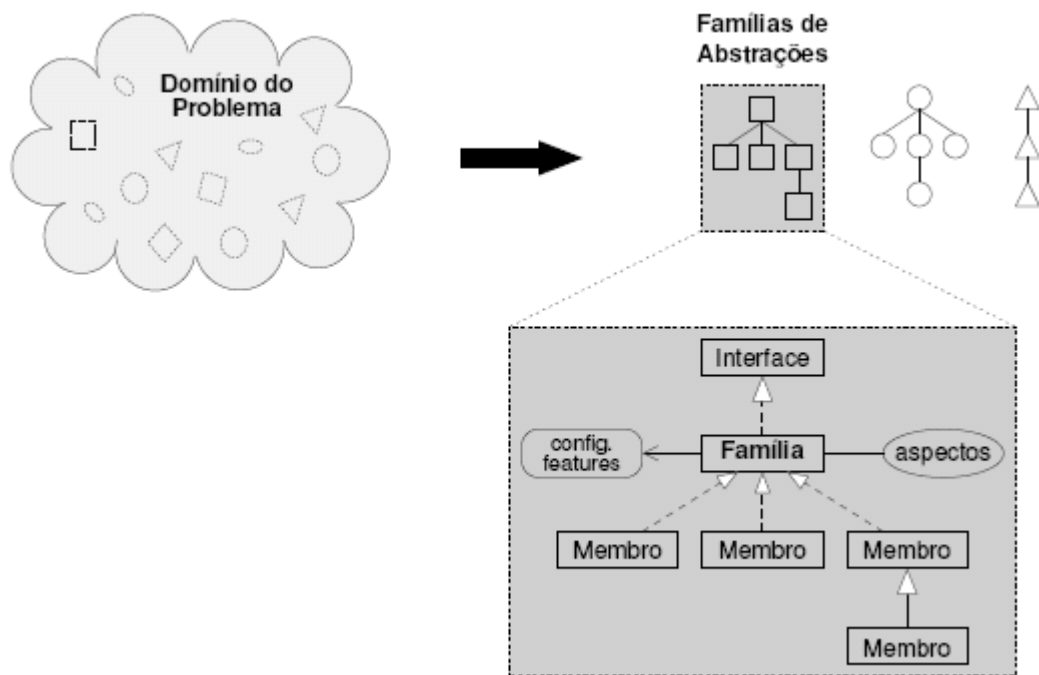 Domínio do
Problema
Famílias de
Abstrações
Interface
config.
features
Família
aspectos
Membro
Membro
Membro
Membro